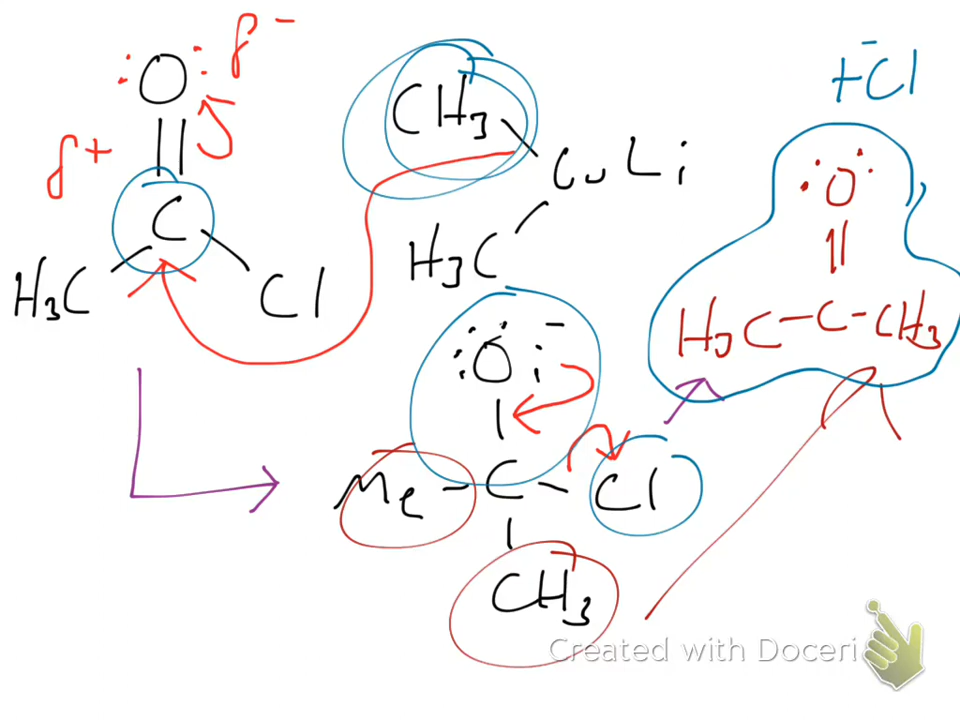 δ-
:O:
δ+
C
H3C
Cl
CH3
CuLi
H3C
+ -Cl
:O:
H3C-C-CH3
:O: -
Me-C-Cl
CH3
Created with Doceri